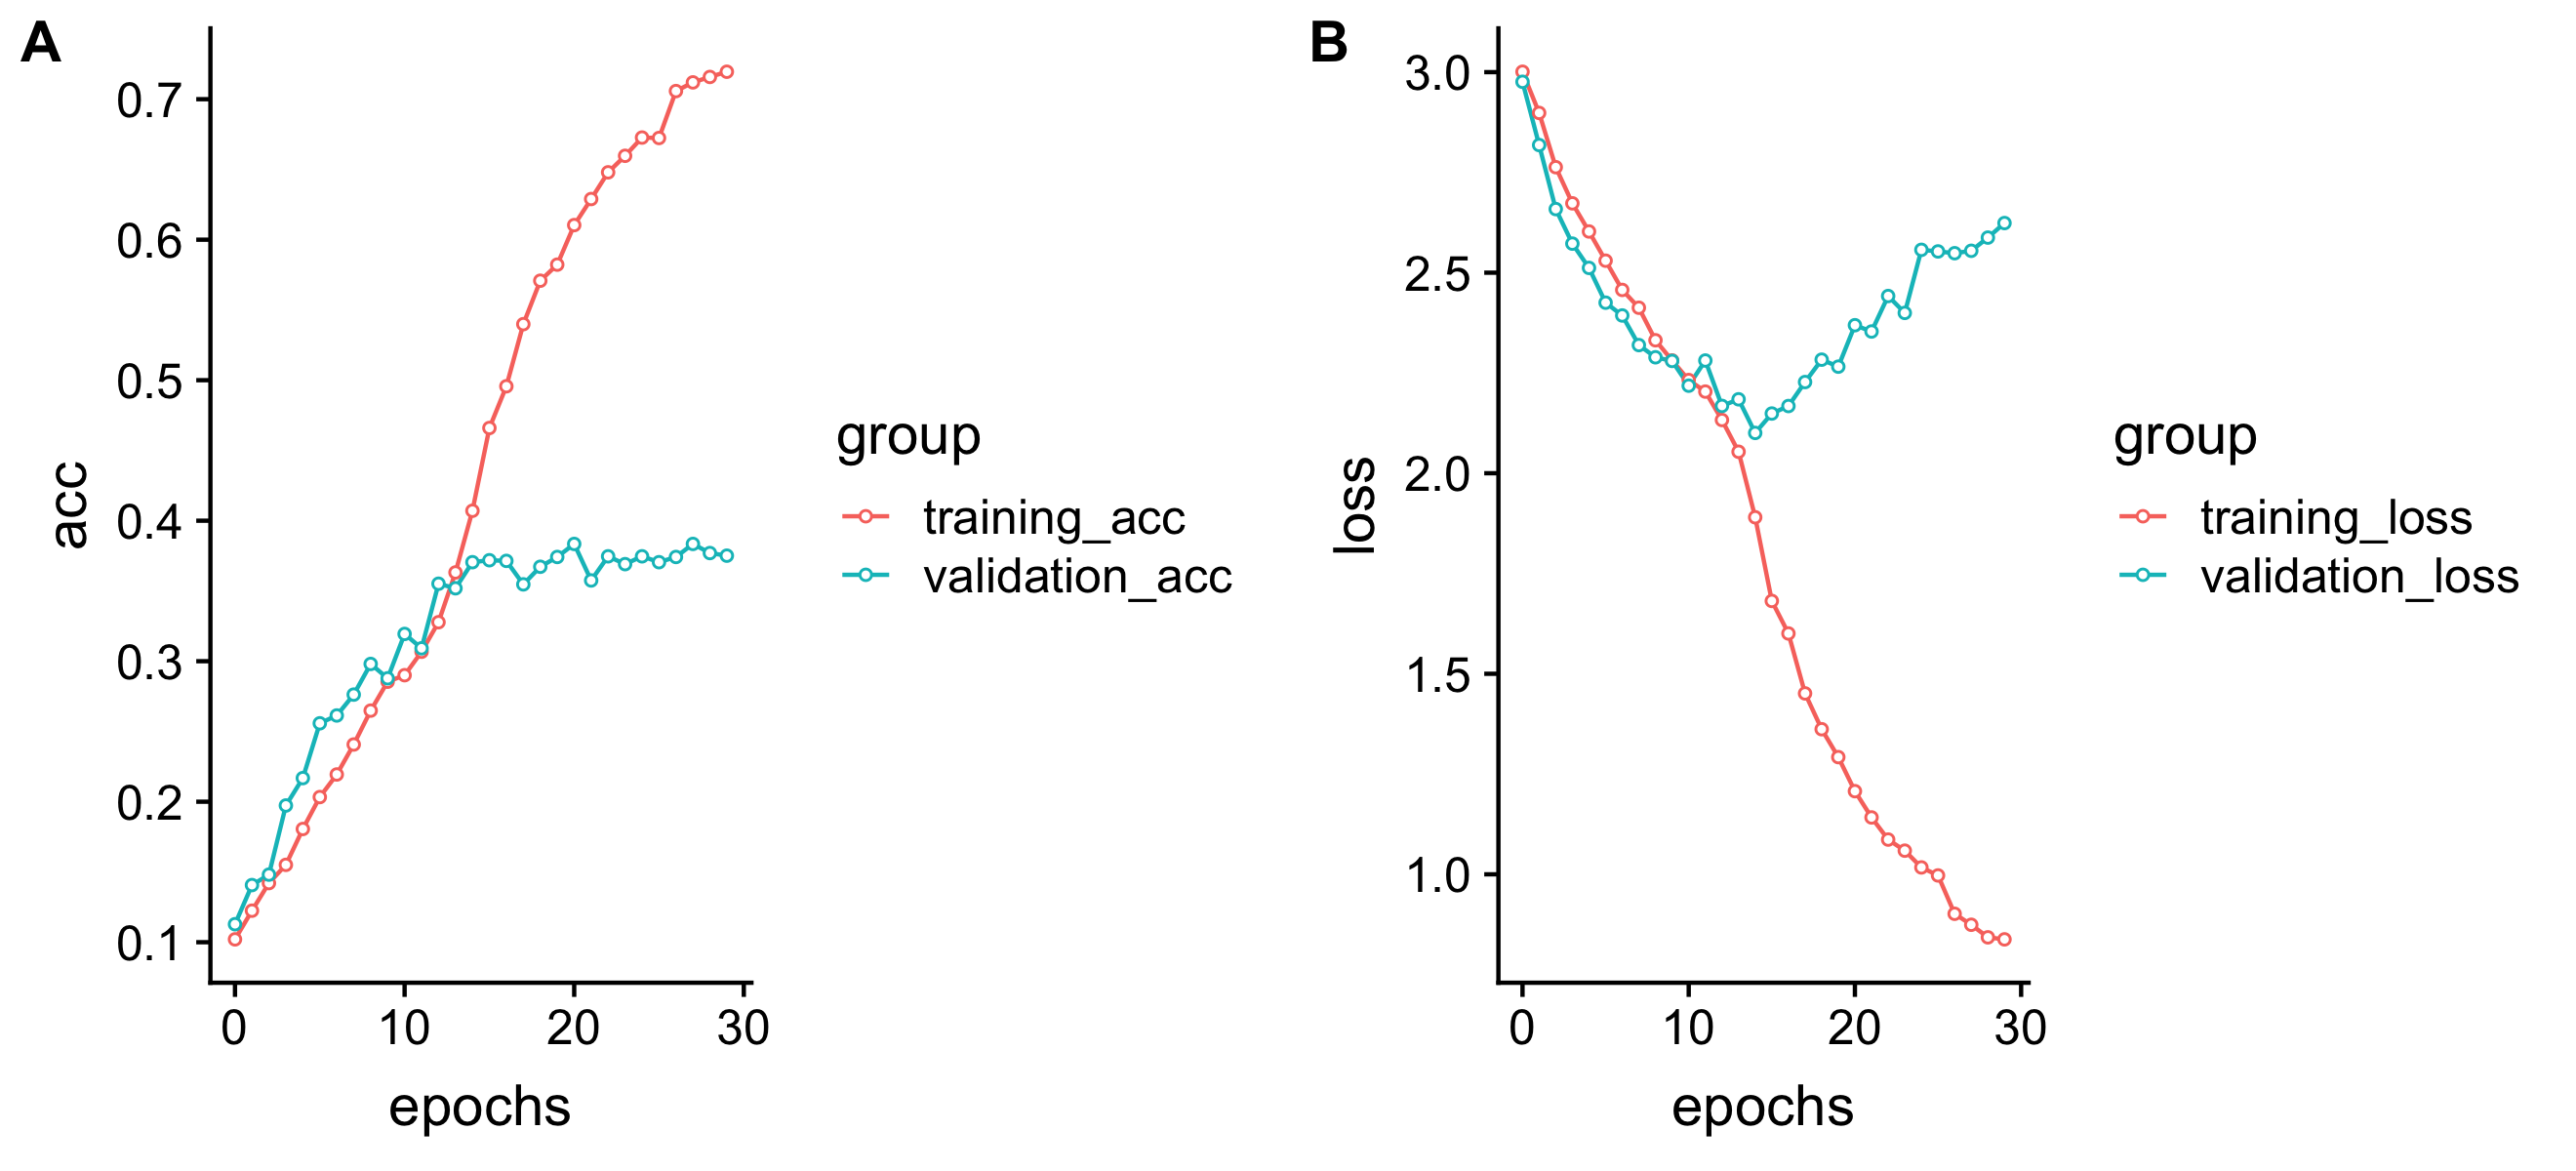 A
acc
0.7
0.6
0.5
0.4
0.3
0.2
0.1
0 10 20 30
epochs
group
training_acc
validation_acc
B
loss
3.0
2.5
2.0
1.5
1.0
0 10 20 30
epochs
group
training_loss
validation_loss